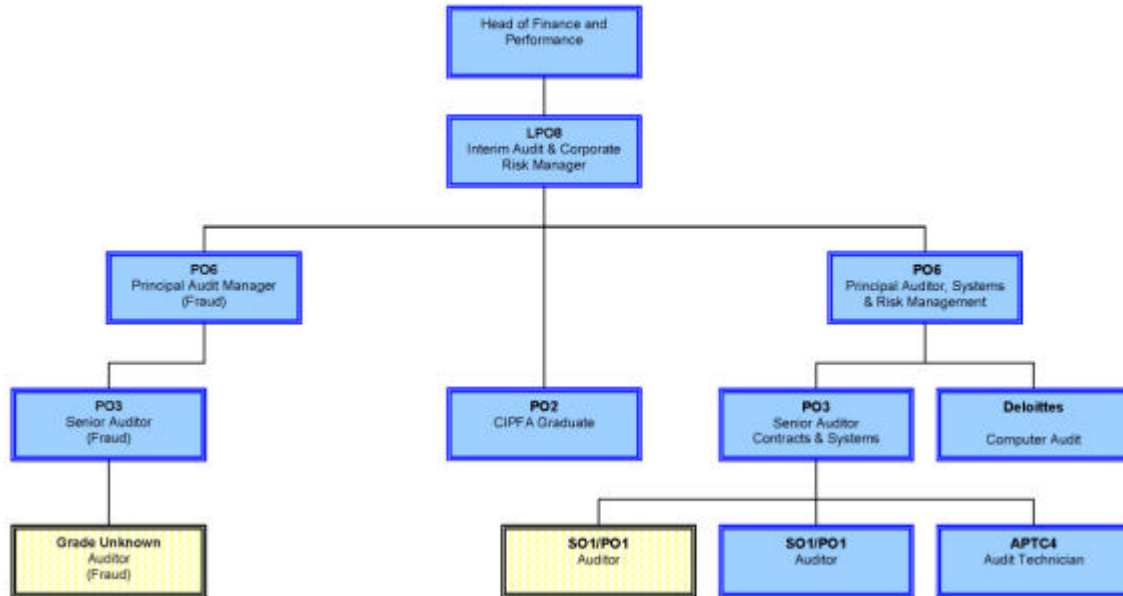 Head of Finance and
Performance
LPO8
Interim Audit & Corporate
Risk Manager
PO6
Principal Audit Manager
(Fraud)
PO6
Principal Auditor, Systems
& Risk Management
PO3
Senior Auditor
(Fraud)
PO2
CIPFA Graduate
PO3
Senior Auditor
Contracts & Systems
Deloittes
Computer Audit
Grade Unknown
Auditor
(Fraud)
SO1/PO1
Auditor
SO1/PO1
Auditor
APTC4
Audit Technician